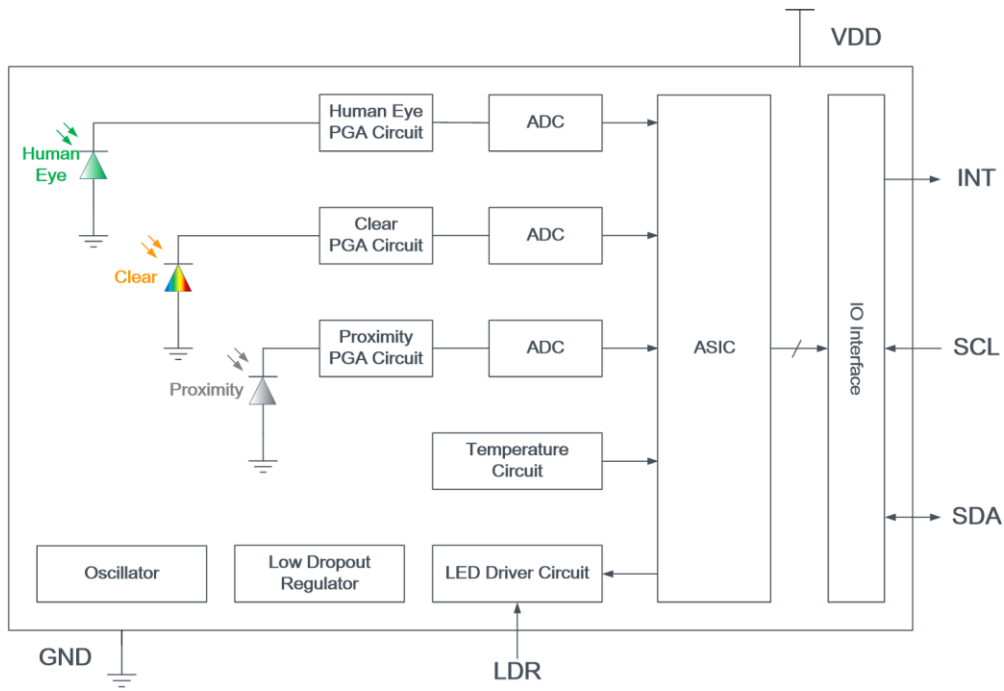 VDD
Human Eye
PGA Circuit
ADC
Human
Eye
INT
Clear
PGA Circuit
ADC
Clear
IO Interface
Proximity
PGA Circuit
ADC
ASIC
SCL
Proximity
Temperature
Circuit
SDA
Oscillator
Low Dropout
Regulator
LED Driver Circuit
GND
LDR